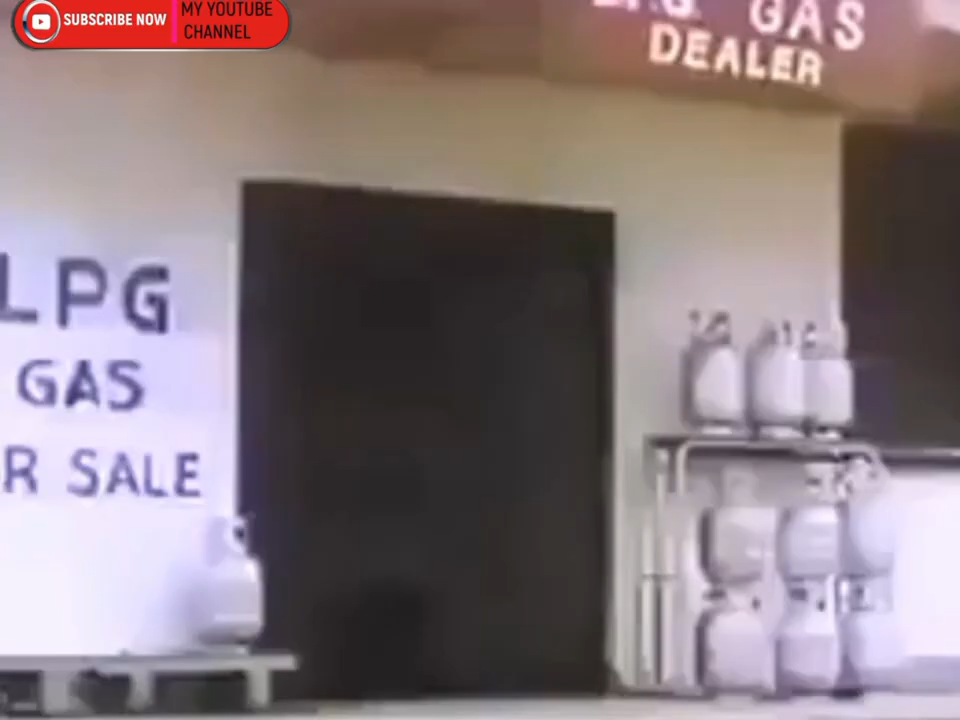 SUBSCRIBE NOW
MY YOUTUBE
CHANNEL
GAS
DEALER
LPG
GAS
R SALE